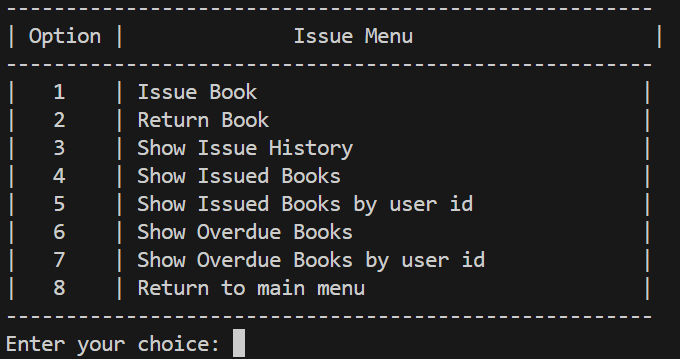 ------------------------------------------------------
| Option |              Issue Menu                    |
------------------------------------------------------
|   1    | Issue Book                                |
|   2    | Return Book                               |
|   3    | Show Issue History                        |
|   4    | Show Issued Books                         |
|   5    | Show Issued Books by user id              |
|   6    | Show Overdue Books                        |
|   7    | Show Overdue Books by user id             |
|   8    | Return to main menu                       |
------------------------------------------------------
Enter your choice: